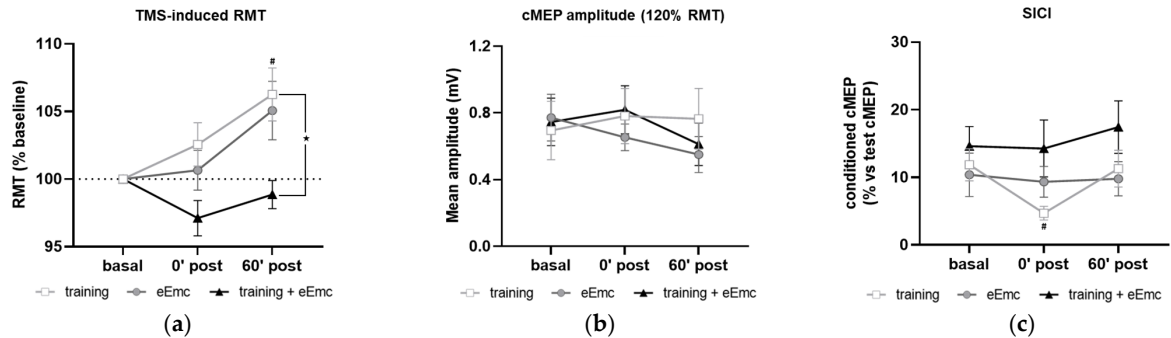 TMS-induced RMT
110
105
100
95
RMT (% baseline)
#
★
basal 0' post 60' post
training eEmc training + eEmc
(a)
cMEP amplitude (120% RMT)
1.2
0.8
0.4
0.0
Mean amplitude (mV)
basal 0' post 60' post
training eEmc training + eEmc
(b)
SICI
30
20
10
0
conditioned cMEP
(% vs test cMEP)
#
basal 0' post 60' post
training eEmc training + eEmc
(c)